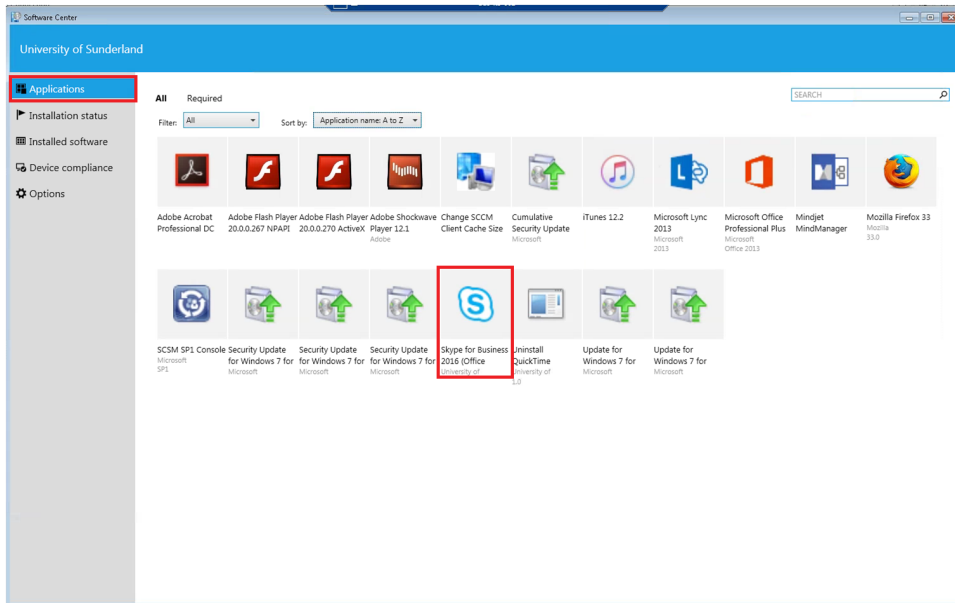 Software Center
University of Sunderland
Applications
Installation status
Installed software
Device compliance
Options
All Required
SEARCH
Filter: All Sort by: Application name: A to Z
Adobe Acrobat
Professional DC
Adobe Flash Player
20.0.0.267 NPAPI
Adobe Flash Player
20.0.0.270 ActiveX
Adobe Shockwave
Player 12.1
Adobe
Change SCCM
Client Cache Size
Cumulative
Security Update
Microsoft
iTunes 12.2
Microsoft Lync
2013
Microsoft
2013
Microsoft Office
Professional Plus
Microsoft
Office 2013
Mindjet
MindManager
Mozilla Firefox 33
Mozilla
33.0
SCSM SP1 Console
Microsoft
SP1
Security Update
for Windows 7 for
Microsoft
Security Update
for Windows 7 for
Microsoft
Security Update
for Windows 7 for
Microsoft
Skype for Business
2016 (Office
University of
Uninstall
QuickTime
University of
1.0
Update for
Windows 7 for
Microsoft
Update for
Windows 7 for
Microsoft